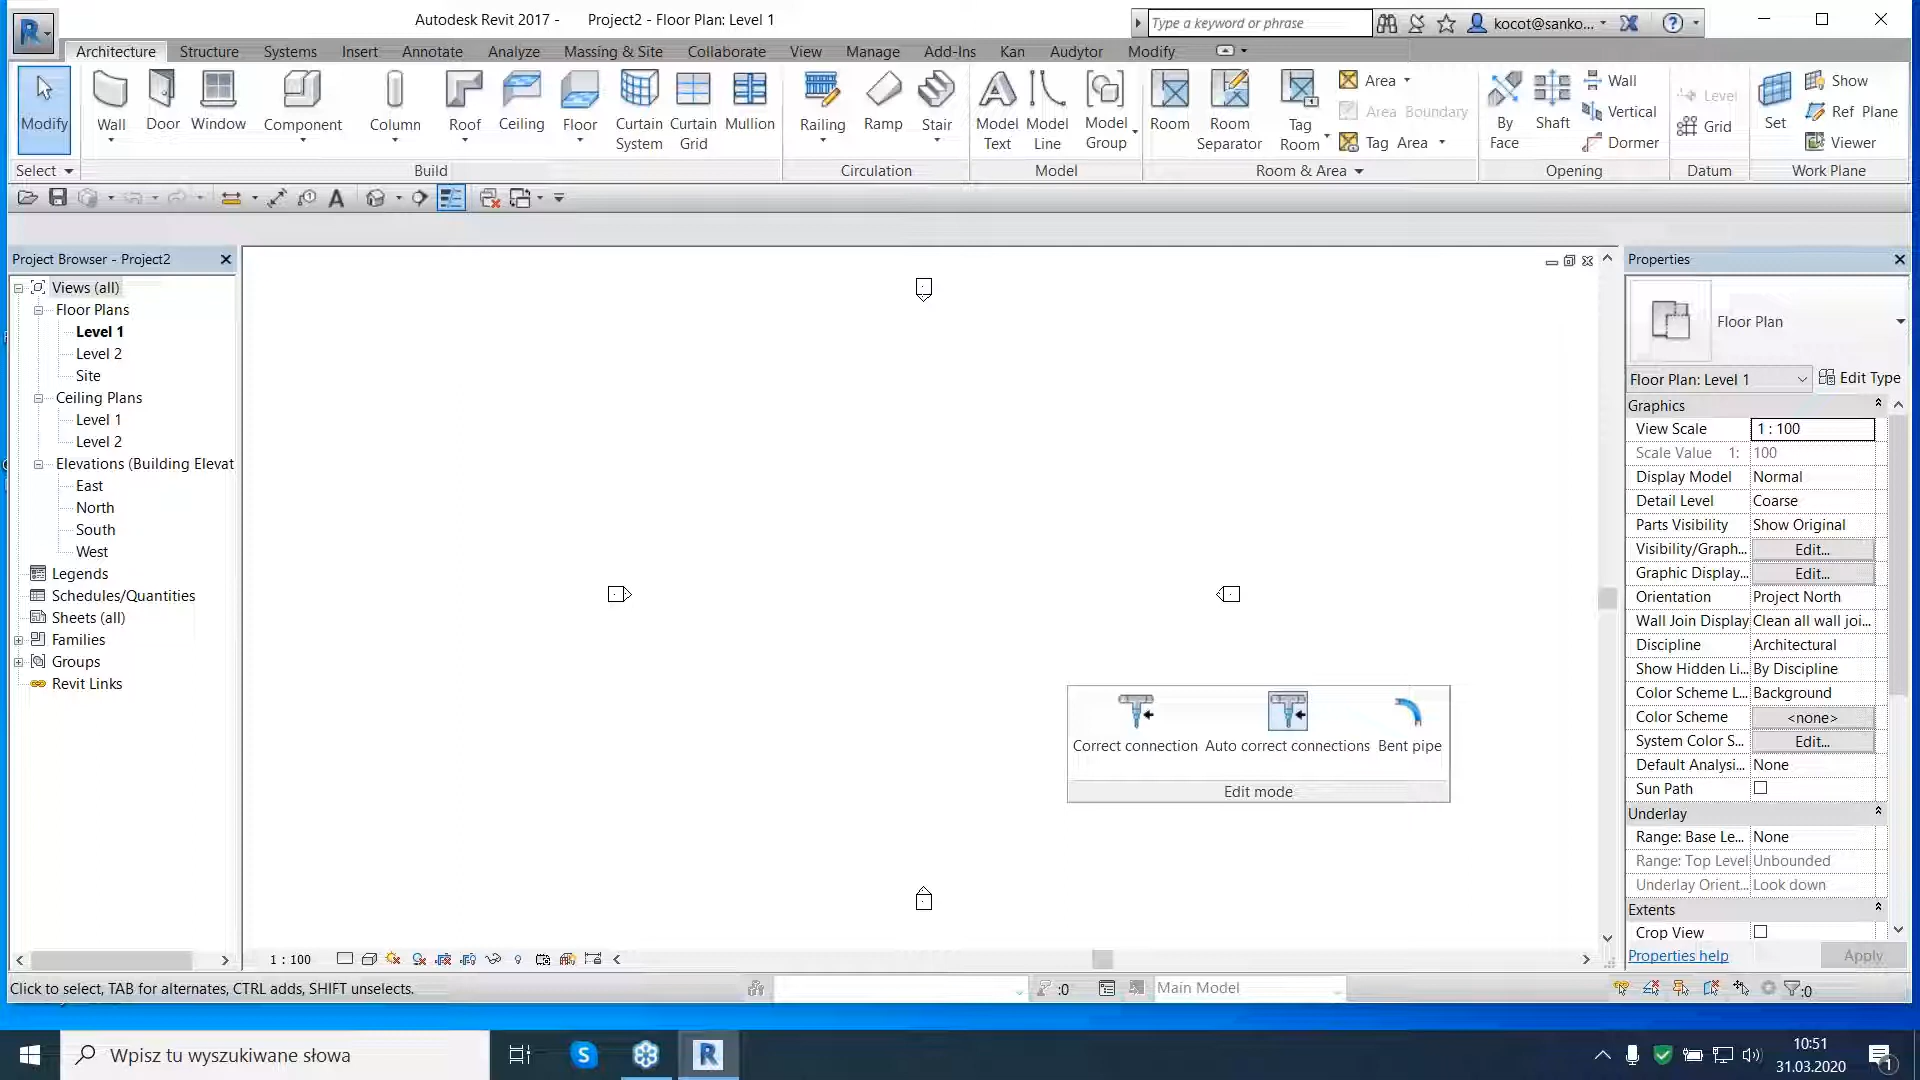 Autodesk Revit 2017 - Project2 - Floor Plan: Level 1
Type a keyword or phrase
kocot@sanko...
Architecture Structure Systems Insert Annotate Analyze Massing & Site Collaborate View Manage Add-Ins Kan Audytor Modify
Modify
Wall
Door
Window
Component
Column
Roof
Ceiling
Floor
Curtain System
Curtain Grid
Mullion
Railing
Ramp
Stair
Model Text
Model Line
Model Group
Room
Room Separator
Tag Room
Area
Area Boundary
Tag Area
By Face
Shaft
Wall
Vertical
Dormer
Level
Grid
Set
Show
Ref Plane
Viewer
Select
Build
Circulation
Model
Room & Area
Opening
Datum
Work Plane
Project Browser - Project2
Views (all)
Floor Plans
Level 1
Level 2
Site
Ceiling Plans
Level 1
Level 2
Elevations (Building Elevat
East
North
South
West
Legends
Schedules/Quantities
Sheets (all)
Families
Groups
Revit Links
Correct connection
Auto correct connections
Bent pipe
Edit mode
Properties
Floor Plan
Floor Plan: Level 1
Edit Type
Graphics
View Scale 1 : 100
Scale Value 1: 100
Display Model Normal
Detail Level Coarse
Parts Visibility Show Original
Visibility/Graph... Edit...
Graphic Display... Edit...
Orientation Project North
Wall Join Display Clean all wall joi...
Discipline Architectural
Show Hidden Li... By Discipline
Color Scheme L... Background
Color Scheme <none>
System Color S... Edit...
Default Analysi... None
Sun Path
Underlay
Range: Base Le... None
Range: Top Level Unbounded
Underlay Orient... Look down
Extents
Crop View
Properties help
Apply
1 : 100
Click to select, TAB for alternates, CTRL adds, SHIFT unselects.
:0
Main Model
:0
Wpisz tu wyszukiwane słowa
10:51
31.03.2020
1